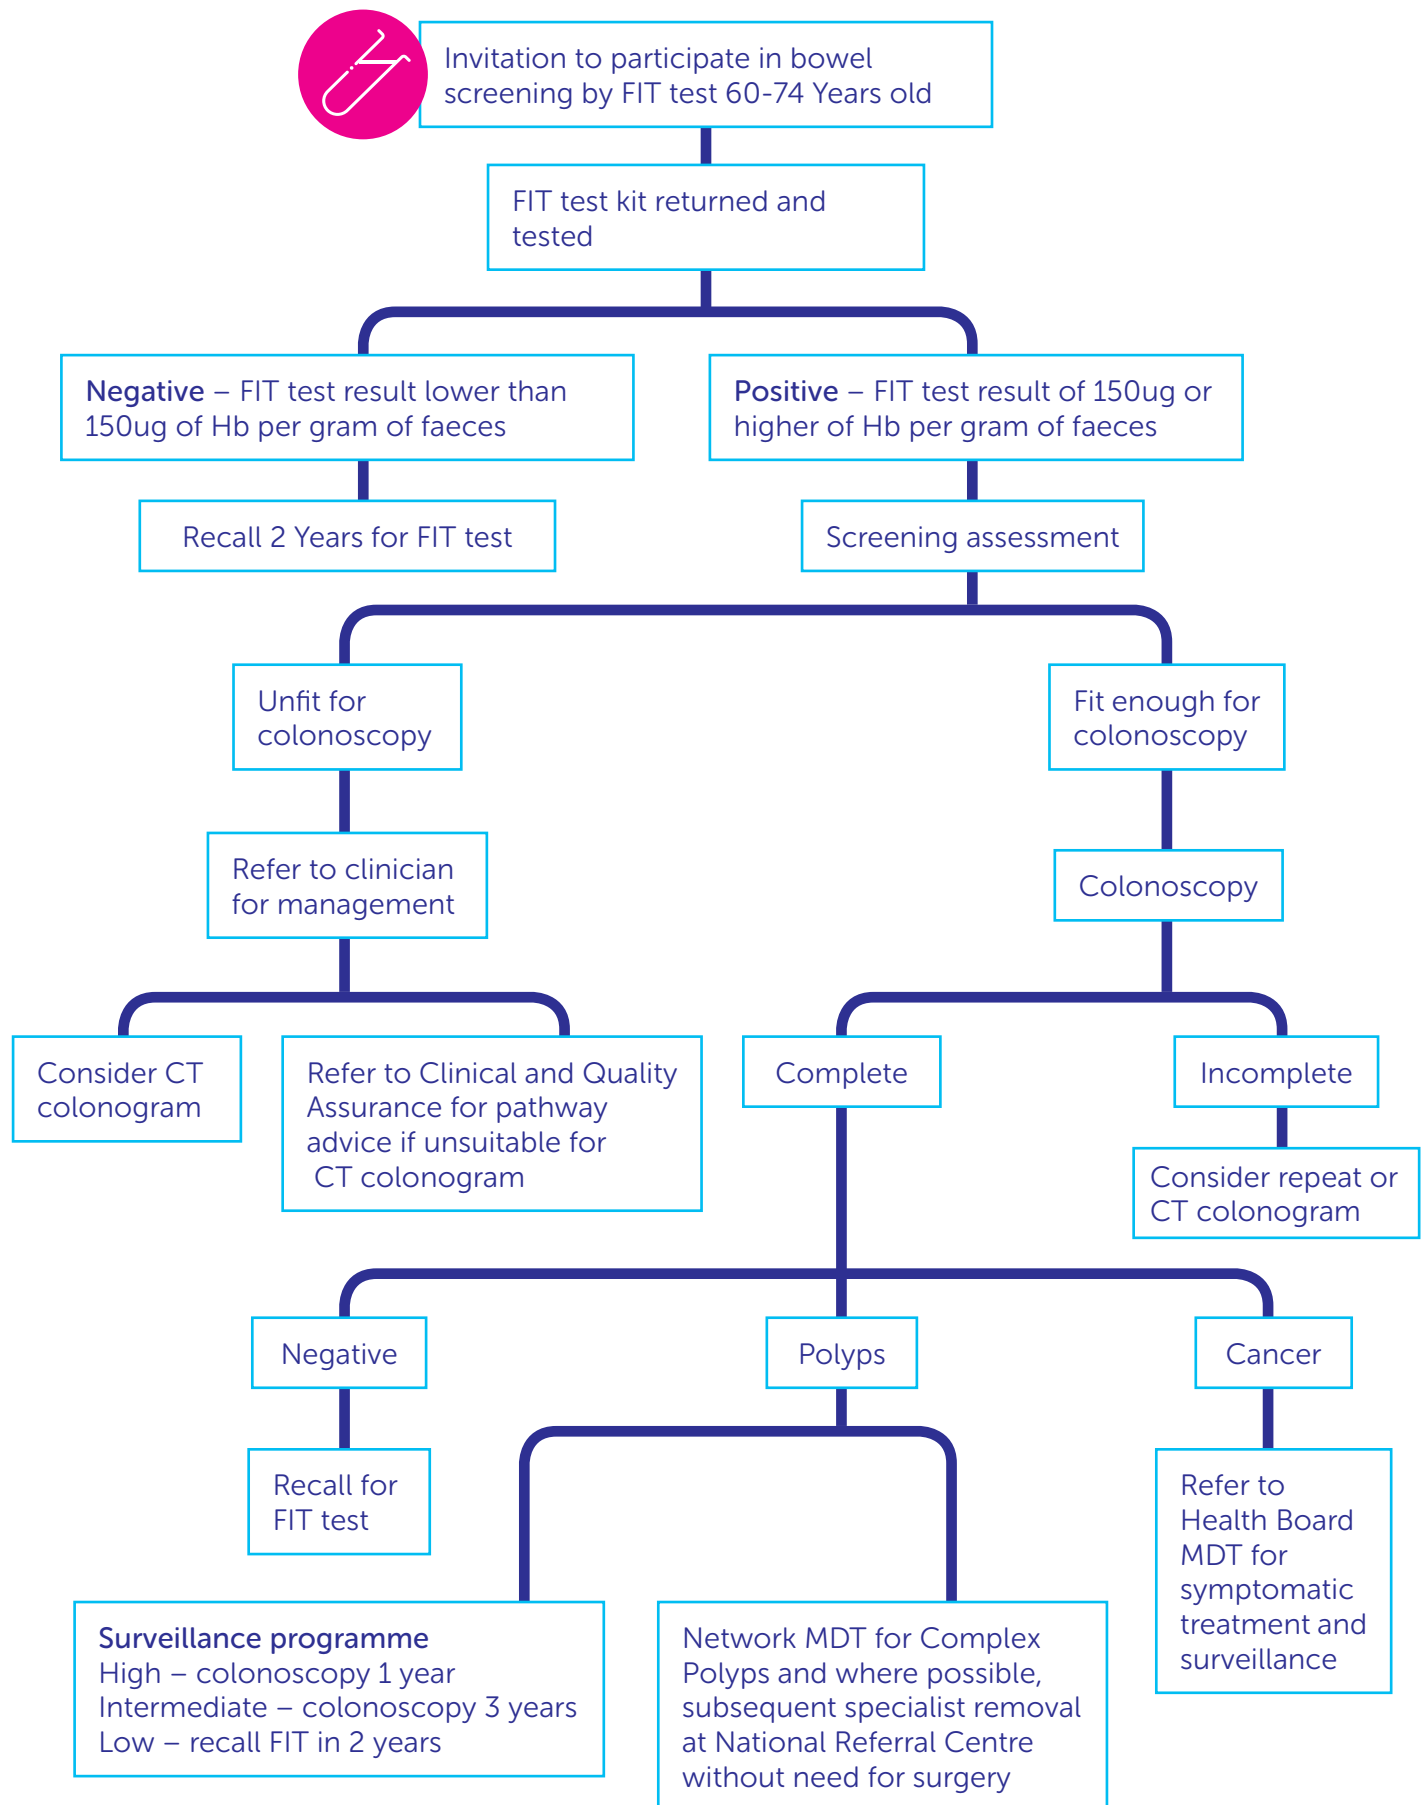 Invitation to participate in bowel
screening by FIT test 60-74 Years old
FIT test kit returned and
tested
Negative – FIT test result lower than
150ug of Hb per gram of faeces
Positive – FIT test result of 150ug or
higher of Hb per gram of faeces
Recall 2 Years for FIT test
Screening assessment
Unfit for
colonoscopy
Fit enough for
colonoscopy
Refer to clinician
for management
Colonoscopy
Consider CT
colonogram
Refer to Clinical and Quality
Assurance for pathway
advice if unsuitable for
CT colonogram
Complete
Incomplete
Consider repeat or
CT colonogram
Negative
Polyps
Cancer
Recall for
FIT test
Refer to
Health Board
MDT for
symptomatic
treatment and
surveillance
Surveillance programme
High – colonoscopy 1 year
Intermediate – colonoscopy 3 years
Low – recall FIT in 2 years
Network MDT for Complex
Polyps and where possible,
subsequent specialist removal
at National Referral Centre
without need for surgery